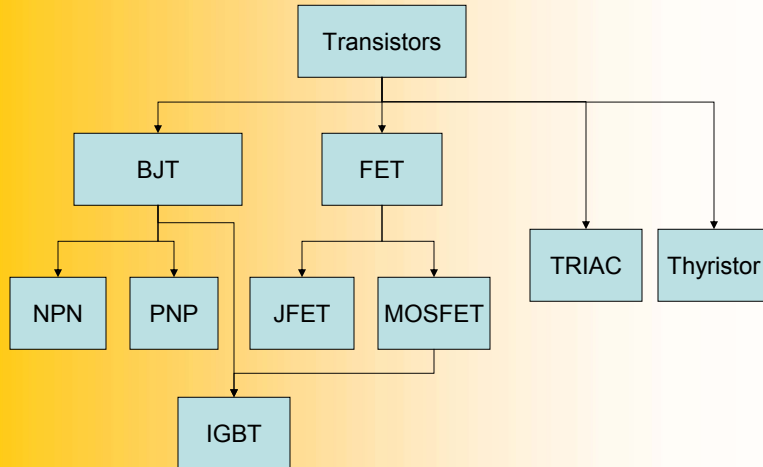 Transistors
BJT
FET
TRIAC
Thyristor
NPN
PNP
JFET
MOSFET
IGBT